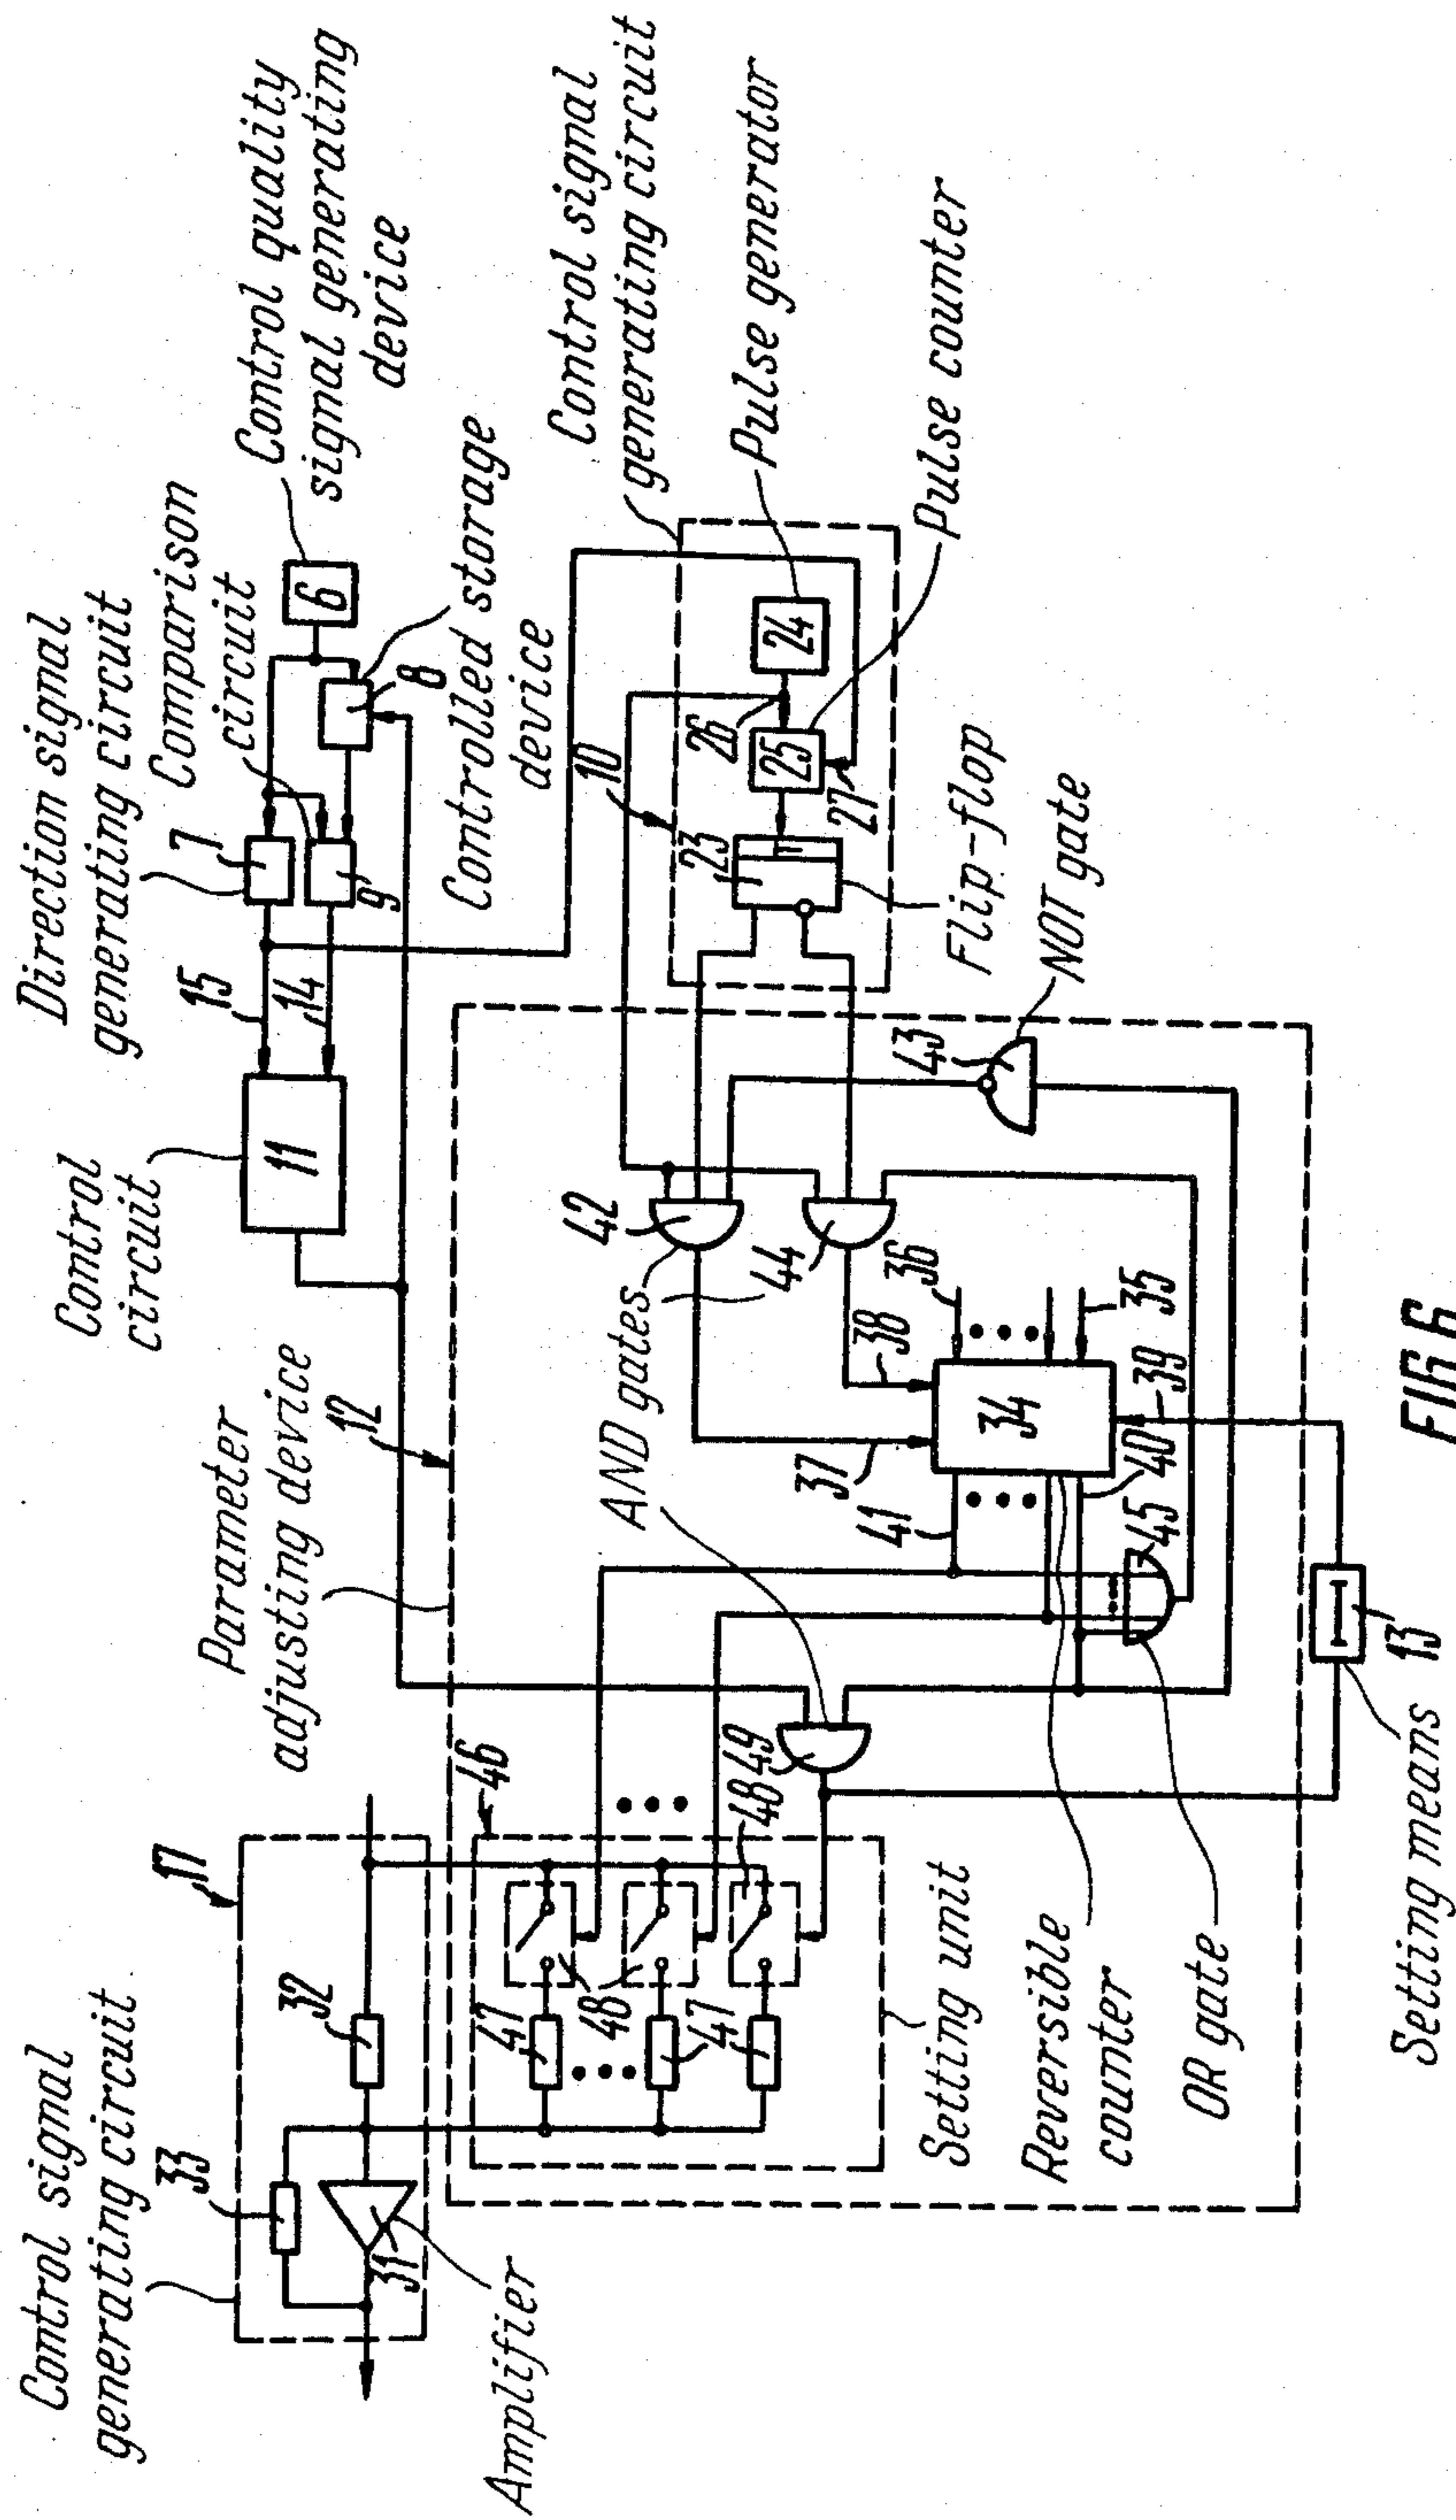 Control signal
generating circuit
Parameter
adjusting device
Control
circuit
Direction signal
generating circuit
Comparison
circuit
Control quality
signal generating
device
Controlled storage
device
Control signal
generating circuit
Pulse generator
Pulse counter
Flip-flop
NOT gate
AND gates
Amplifier
Setting unit
Reversible
counter
OR gate
Setting means
17
33
32
31
12
11
15
14
7
9
8
6
10
23
26
24
25
27
46
47
48
47
48
49
42
44
43
41
37
38
36
34
35
39
40
45
13
FIG.6